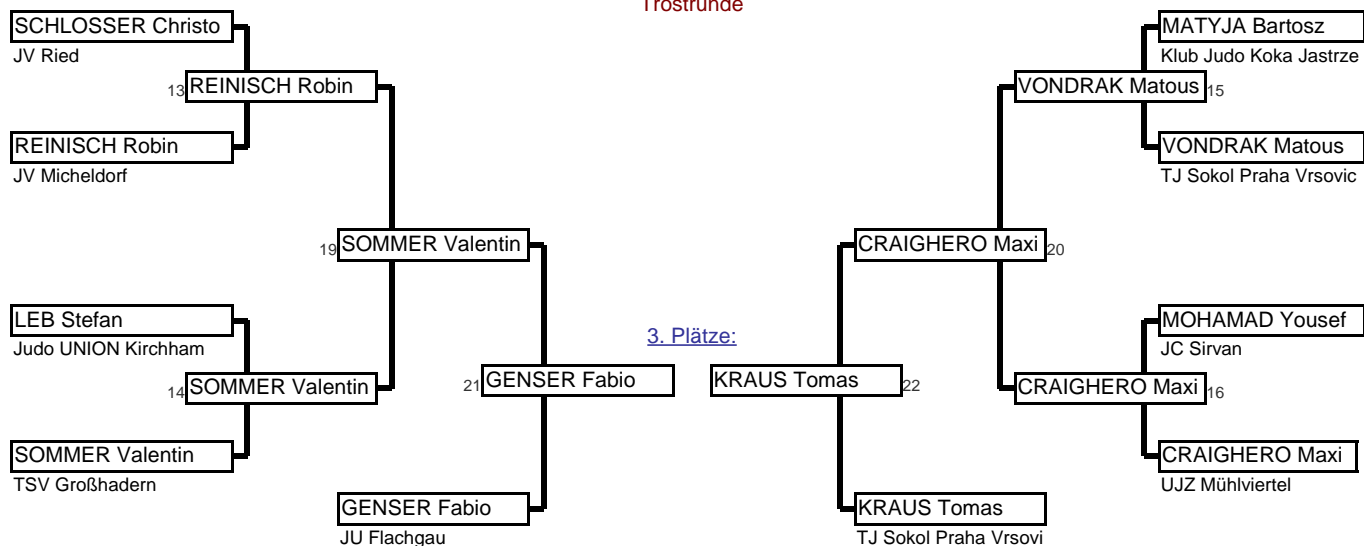 Trostrunde
SCHLOSSER Christo
JV Ried
13 REINISCH Robin
REINISCH Robin
JV Micheldorf
19 SOMMER Valentin
LEB Stefan
Judo UNION Kirchham
14 SOMMER Valentin
SOMMER Valentin
TSV Großhadern
21 GENSER Fabio
GENSER Fabio
JU Flachgau
3. Plätze:
MATYJA Bartosz
Klub Judo Koka Jastrze
VONDRAK Matous 15
VONDRAK Matous
TJ Sokol Praha Vrsovic
CRAIGHERO Maxi 20
MOHAMAD Yousef
JC Sirvan
CRAIGHERO Maxi 16
CRAIGHERO Maxi
UJZ Mühlviertel
KRAUS Tomas 22
KRAUS Tomas
TJ Sokol Praha Vrsovi